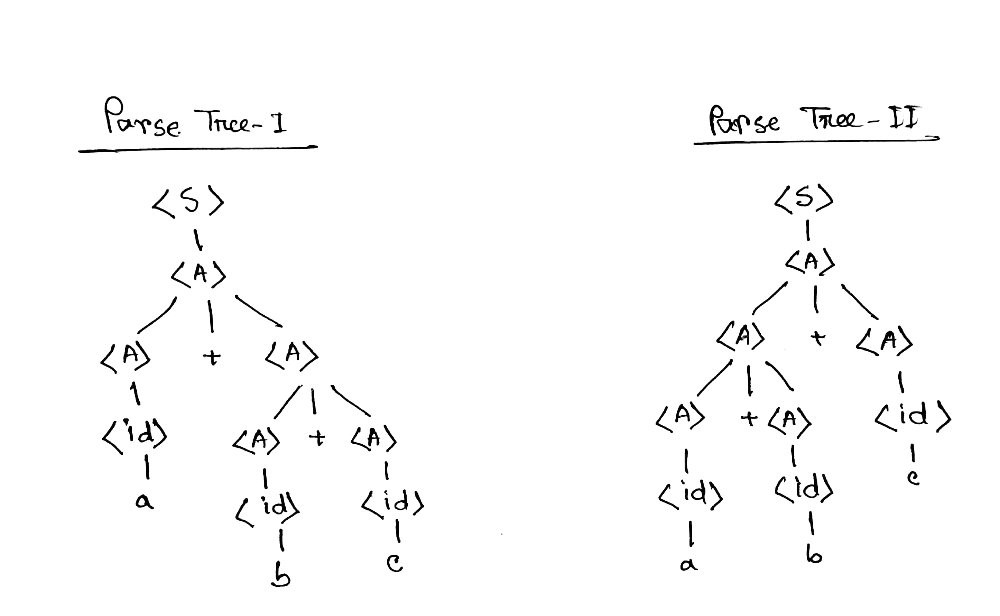 Parse Tree-I
<S>
<A>
<A> + <A>
<id> <A> + <A>
a <id> <id>
b c
Parse Tree-II
<S>
<A>
<A> + <A>
<A> + <A> <id>
<id> <id> c
a b